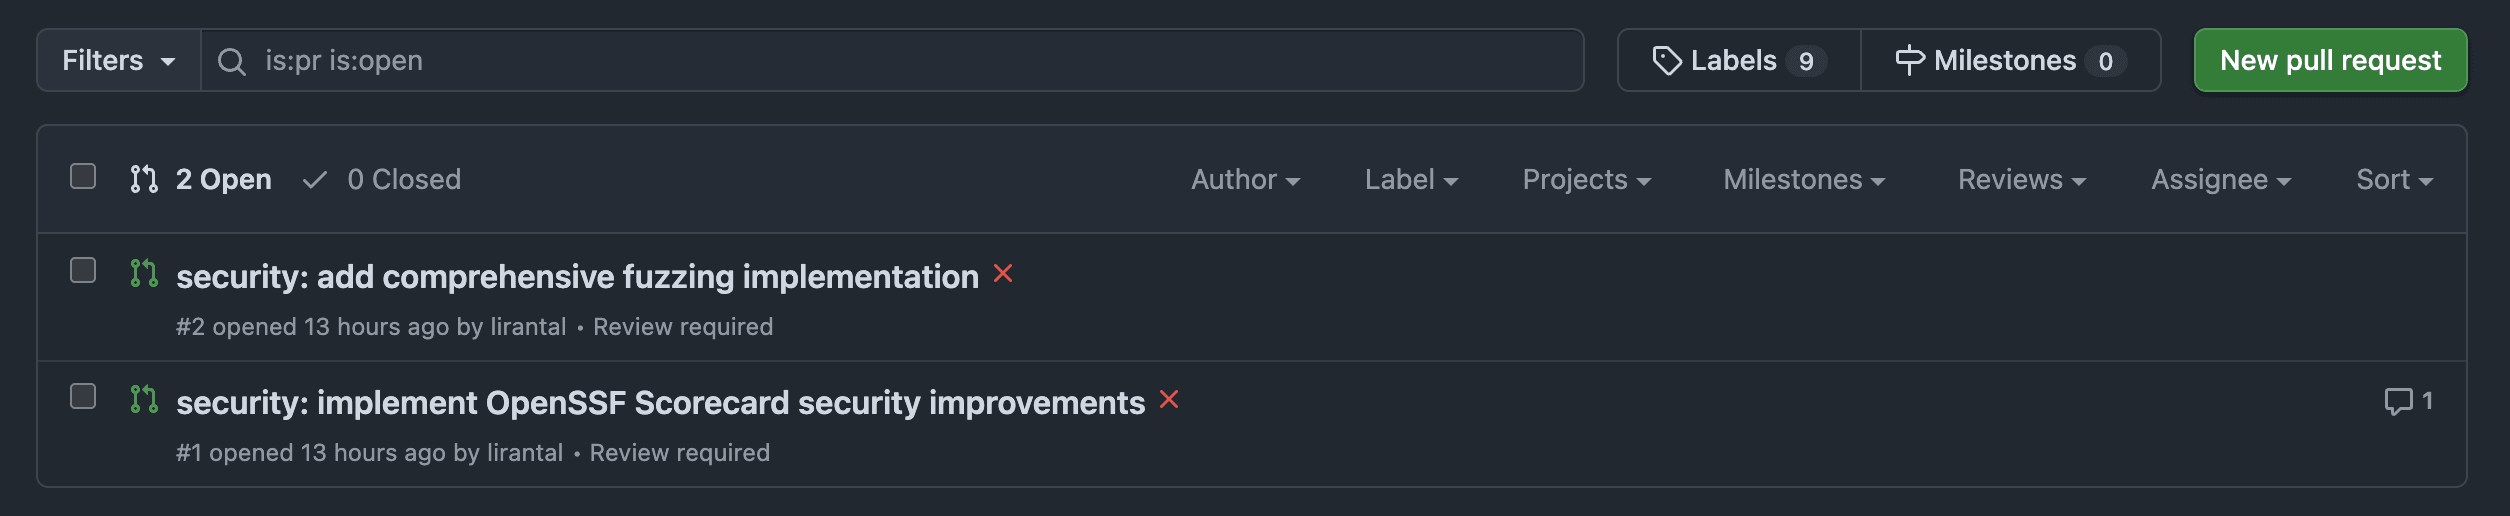 Filters is:pr is:open Labels 9 Milestones 0 New pull request
2 Open 0 Closed Author Label Projects Milestones Reviews Assignee Sort
security: add comprehensive fuzzing implementation
#2 opened 13 hours ago by lirantal • Review required
security: implement OpenSSF Scorecard security improvements 1
#1 opened 13 hours ago by lirantal • Review required